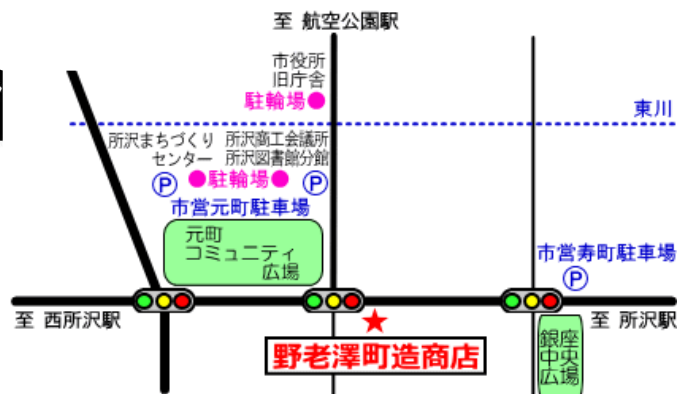 至 航空公園駅
市役所
旧庁舎
駐輪場●
東川
所沢まちづくり
センター
所沢商工会議所
所沢図書館分館
P
●駐輪場●
P
市営元町駐車場
元町
コミュニティ
広場
市営寿町駐車場
P
至 西所沢駅
至 所沢駅
野老澤町造商店
銀座
中央
広場